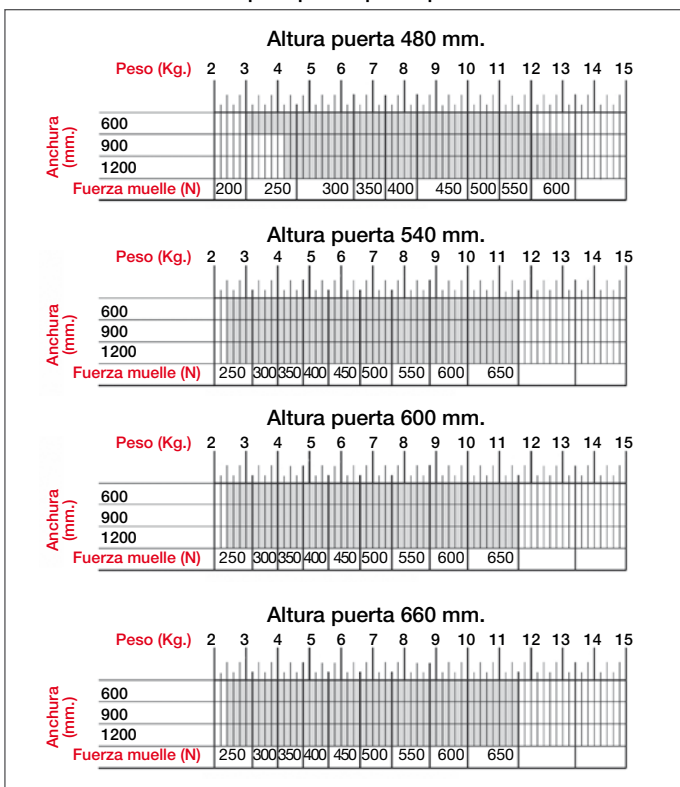 Altura puerta 480 mm.
Peso (Kg.) 2 3 4 5 6 7 8 9 10 11 12 13 14 15
Anchura (mm.)
600
900
1200
Fuerza muelle (N) 200 250 300 350 400 450 500 550 600
Altura puerta 540 mm.
Peso (Kg.) 2 3 4 5 6 7 8 9 10 11 12 13 14 15
Anchura (mm.)
600
900
1200
Fuerza muelle (N) 250 300 350 400 450 500 550 600 650
Altura puerta 600 mm.
Peso (Kg.) 2 3 4 5 6 7 8 9 10 11 12 13 14 15
Anchura (mm.)
600
900
1200
Fuerza muelle (N) 250 300 350 400 450 500 550 600 650
Altura puerta 660 mm.
Peso (Kg.) 2 3 4 5 6 7 8 9 10 11 12 13 14 15
Anchura (mm.)
600
900
1200
Fuerza muelle (N) 250 300 350 400 450 500 550 600 650